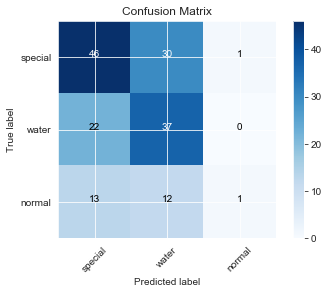 Confusion Matrix
special
46
30
1
40
30
water
22
37
0
20
normal
13
12
1
10
0
special
water
normal
True label
Predicted label